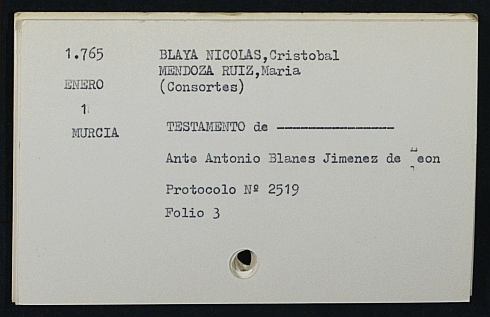 1.765
BLAYA NICOLAS,Cristobal
MENDOZA RUIZ,Maria
ENERO
(Consortes)
1
MURCIA
TESTAMENTO de ---------------
Ante Antonio Blanes Jimenez de eon
Protocolo Nº 2519
Folio 3